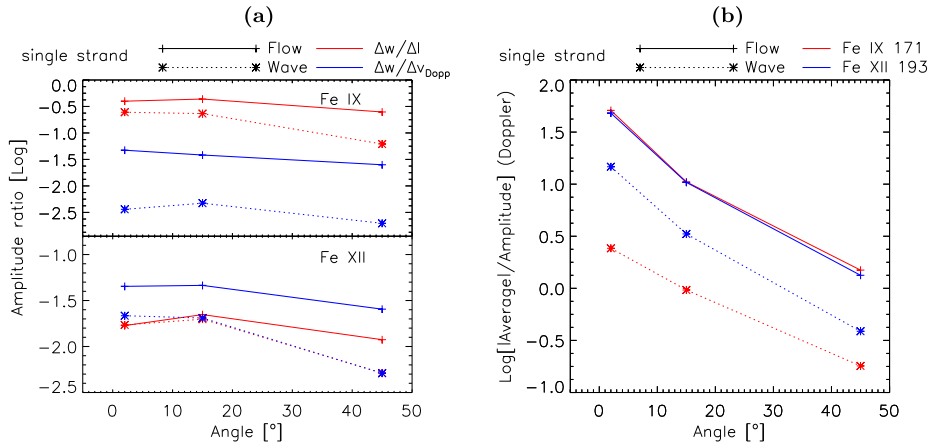 (a)
single strand
Flow
Δw/ΔI
Wave
Δw/Δv_Dopp
Amplitude ratio [Log]
0.0
−0.5
−1.0
−1.5
−2.0
−2.5
Fe IX
−1.0
−1.5
−2.0
−2.5
Fe XII
0 10 20 30 40 50
Angle [°]
(b)
single strand
Flow
Fe IX 171
Wave
Fe XII 193
Log[|Average|/Amplitude] (Doppler)
2.0
1.5
1.0
0.5
0.0
−0.5
−1.0
0 10 20 30 40 50
Angle [°]